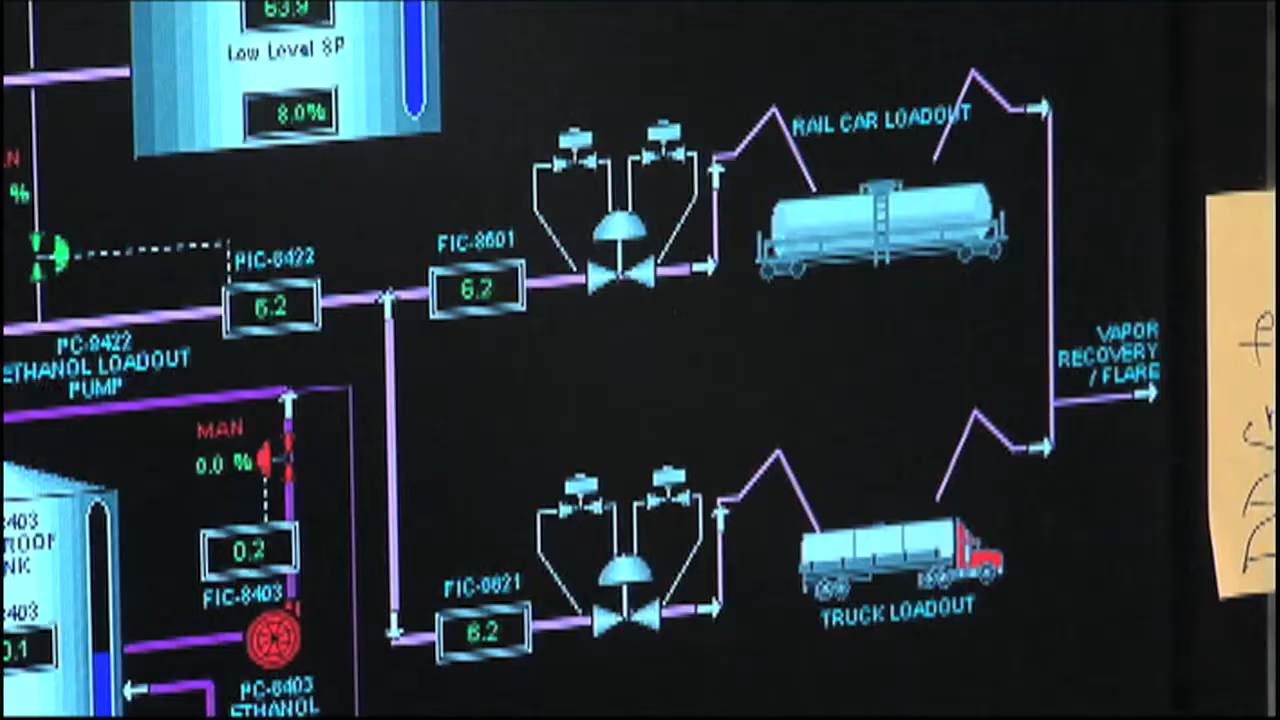 63.9
Low Level SP
8.0%
RAIL CAR LOADOUT
%
FIC-8601
6.2
PIC-8422
6.2
PC-8422
ETHANOL LOADOUT
PUMP
VAPOR
RECOVERY
/ FLARE
MAN
0.0 %
0.2
FIC-8403
FIC-8621
6.2
TRUCK LOADOUT
PC-8403
ETHANOL